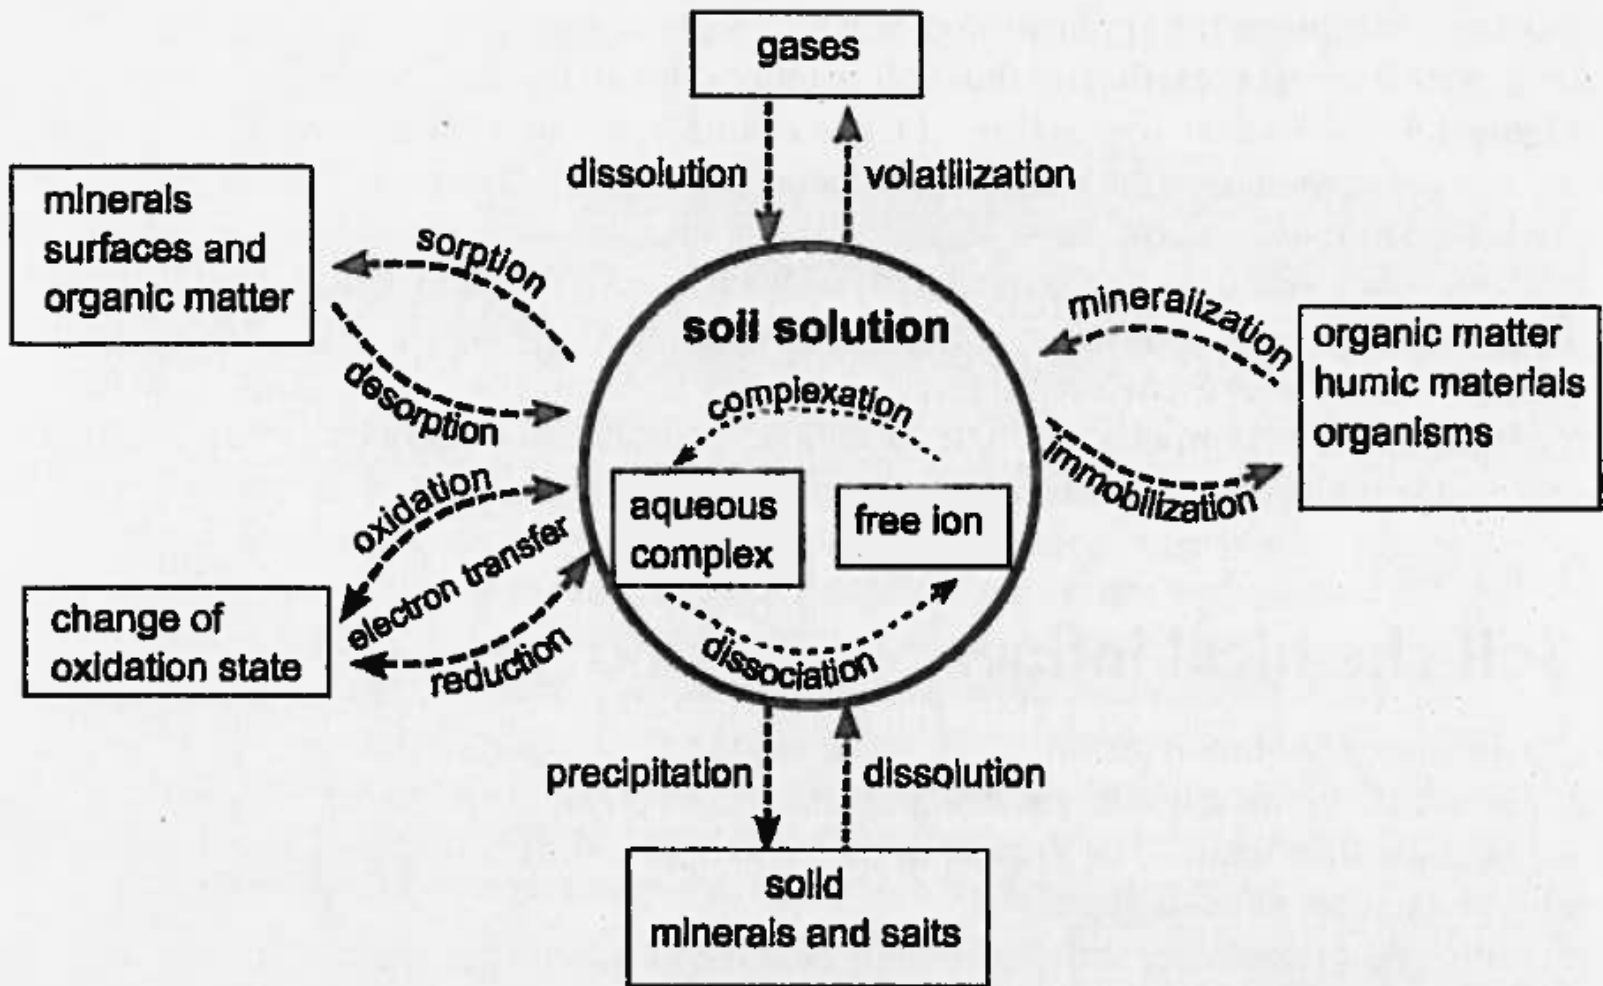 gases
dissolution
volatilization
minerals
surfaces and
organic matter
sorption
desorption
soil solution
complexation
aqueous
complex
free ion
dissociation
mineralization
immobilization
organic matter
humic materials
organisms
oxidation
electron transfer
reduction
change of
oxidation state
precipitation
dissolution
solid
minerals and salts